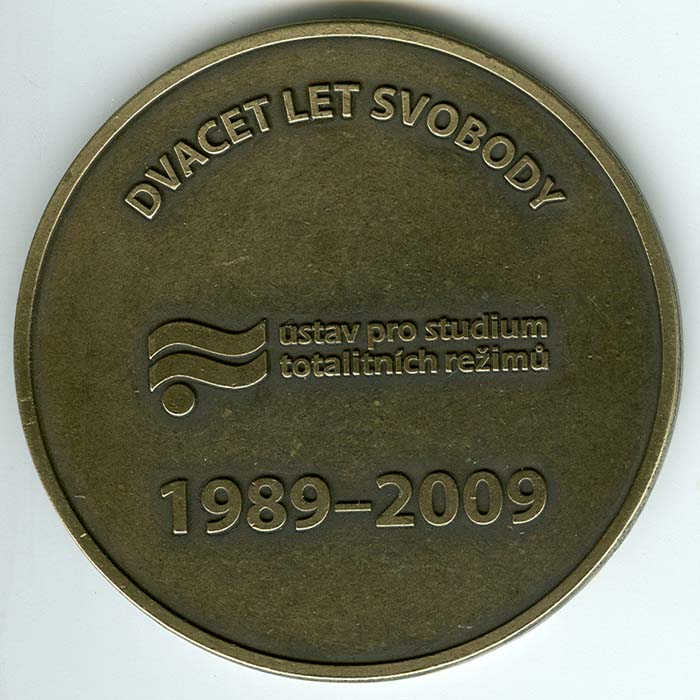 DVACET LET SVOBODY
ústav pro studium
totalitních režimů
1989–2009